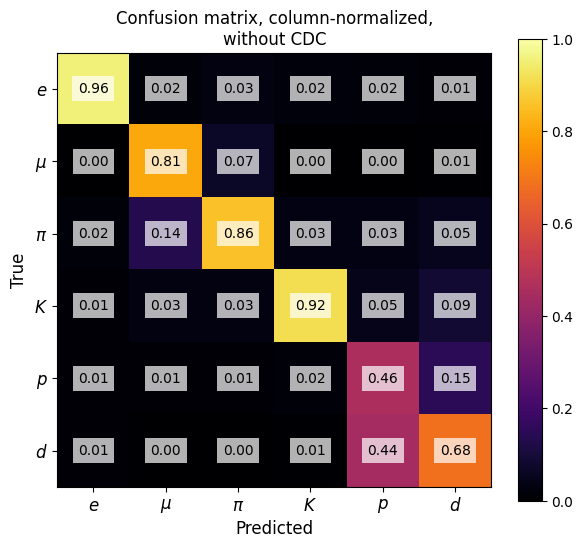 Confusion matrix, column-normalized,
without CDC
True
e 0.96 0.02 0.03 0.02 0.02 0.01
μ 0.00 0.81 0.07 0.00 0.00 0.01
π 0.02 0.14 0.86 0.03 0.03 0.05
K 0.01 0.03 0.03 0.92 0.05 0.09
p 0.01 0.01 0.01 0.02 0.46 0.15
d 0.01 0.00 0.00 0.01 0.44 0.68
e μ π K p d
Predicted
1.0
0.8
0.6
0.4
0.2
0.0